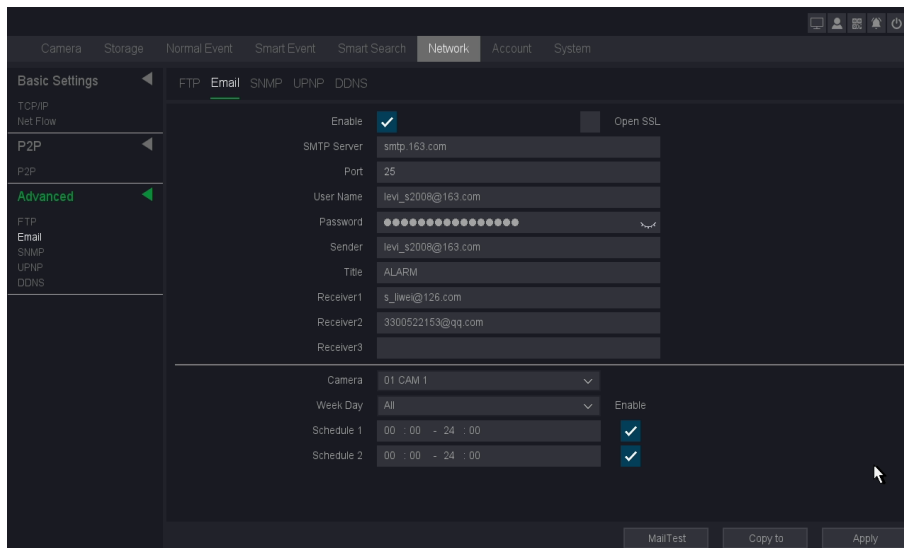 Camera Storage Normal Event Smart Event Smart Search Network Account System
Basic Settings
TCP/IP
Net Flow
P2P
P2P
Advanced
FTP
Email
SNMP
UPNP
DDNS
FTP Email SNMP UPNP DDNS
Enable Open SSL
SMTP Server smtp.163.com
Port 25
User Name levi_s2008@163.com
Password
Sender levi_s2008@163.com
Title ALARM
Receiver1 s_liwei@126.com
Receiver2 3300522153@qq.com
Receiver3
Camera 01 CAM 1
Week Day All Enable
Schedule 1 00 : 00 - 24 : 00
Schedule 2 00 : 00 - 24 : 00
MailTest Copy to Apply